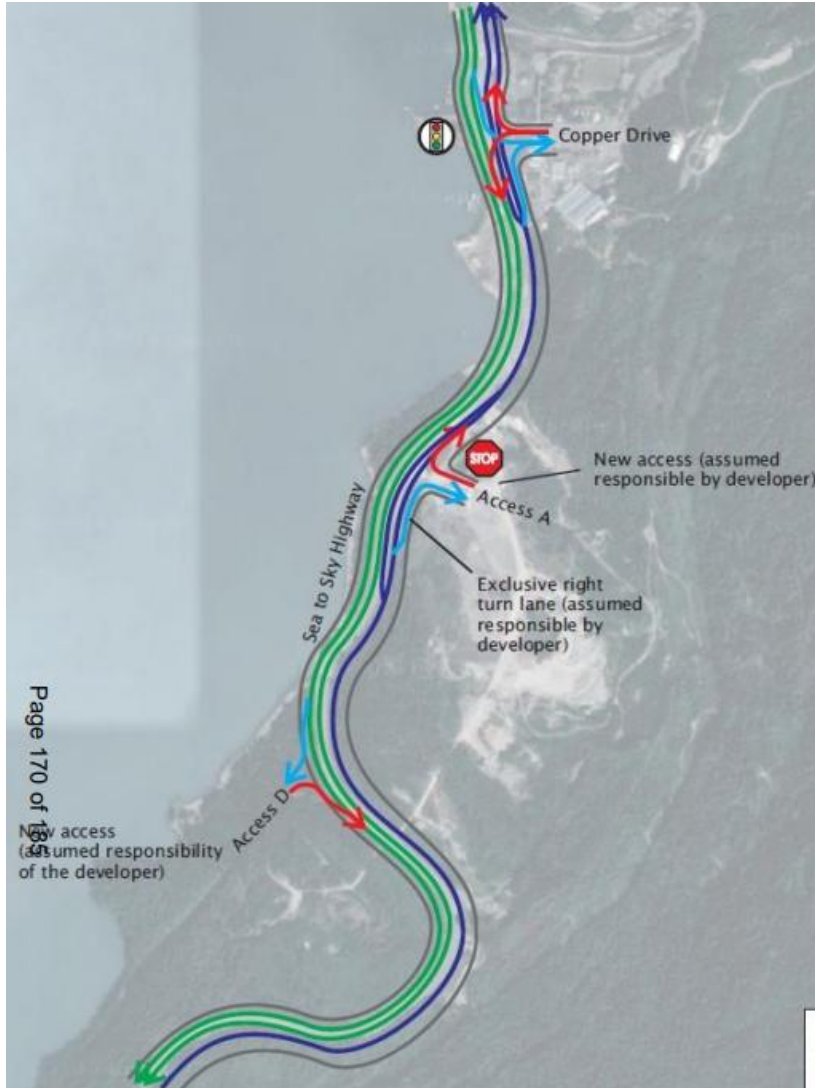 Copper Drive
STOP
New access (assumed
responsible by developer)
Access A
Sea to Sky Highway
Exclusive right
turn lane (assumed
responsible by
developer)
Access D
New access
(assumed responsibility
of the developer)
Page 170 of 185